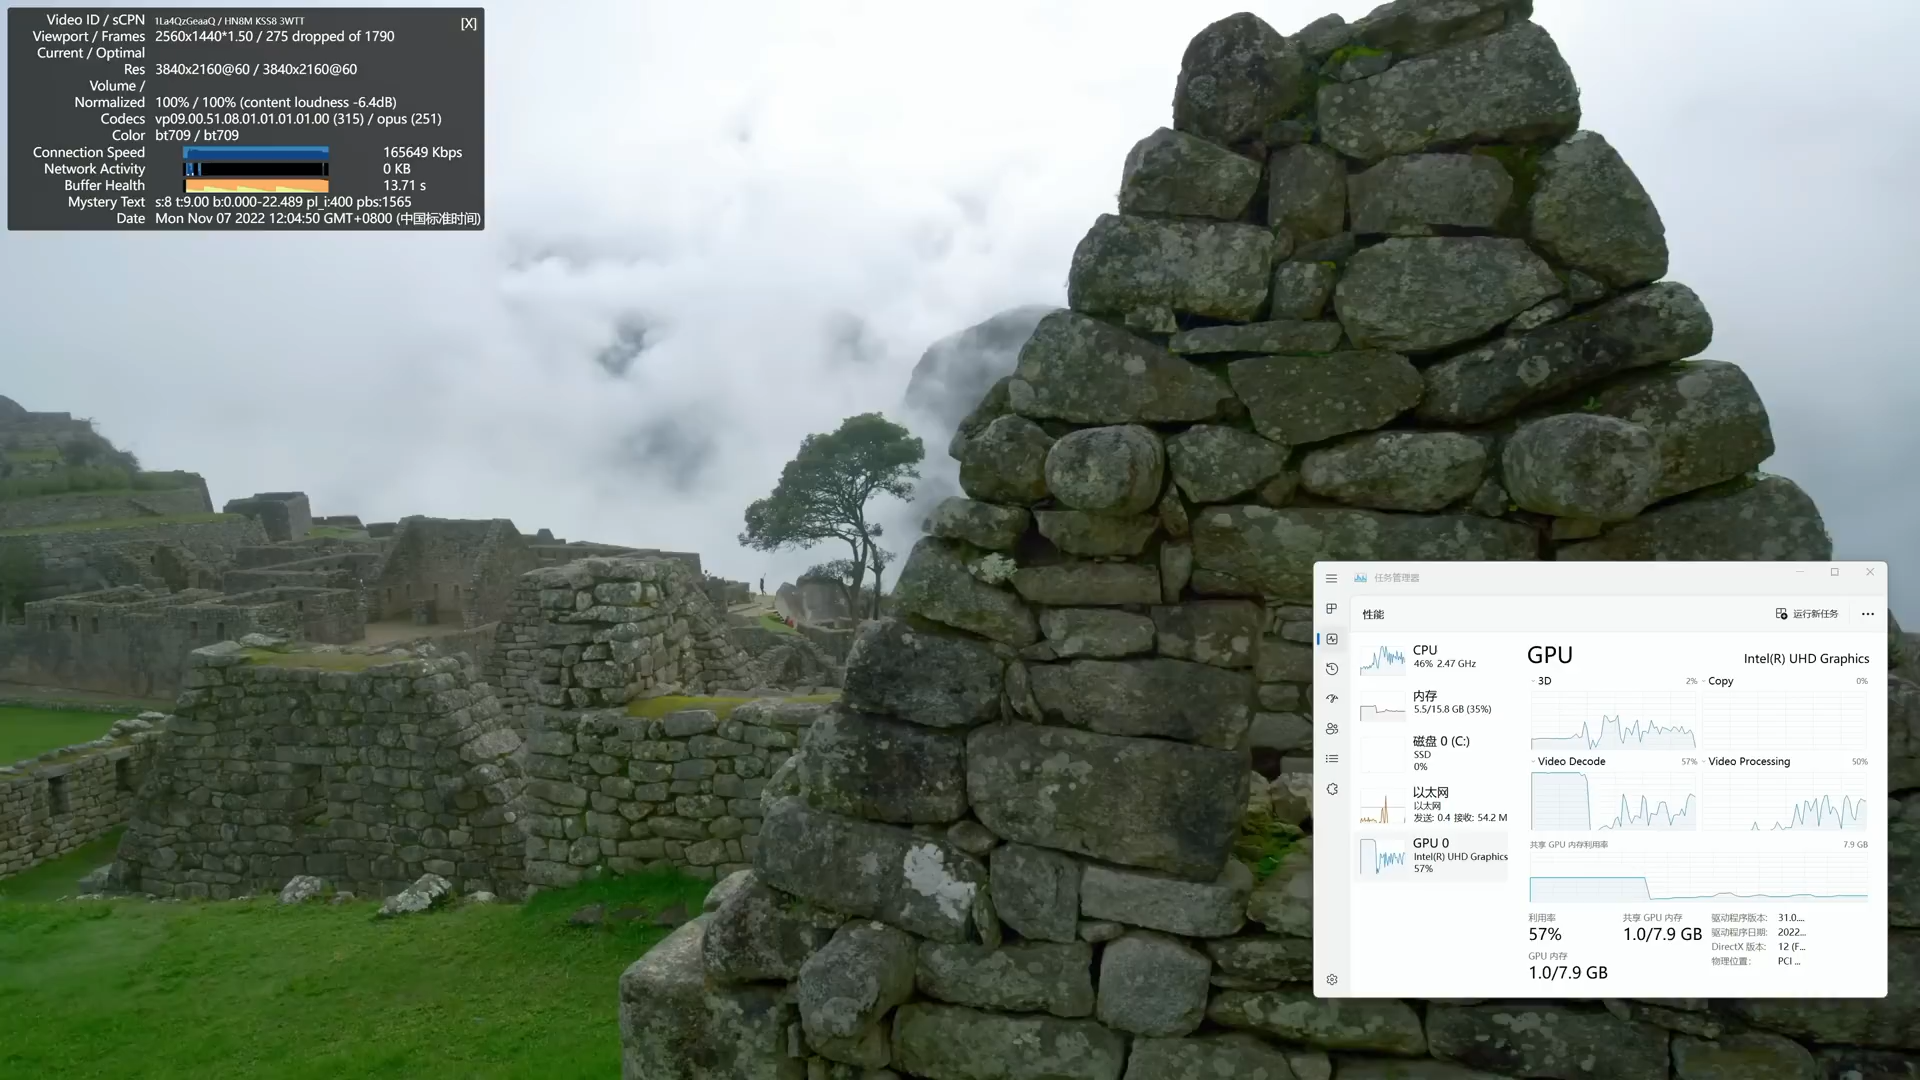 Video ID / sCPN 1La4QzGeaaQ / HN8M KSS8 3WTT
[X]
Viewport / Frames 2560x1440*1.50 / 275 dropped of 1790
Current / Optimal
Res 3840x2160@60 / 3840x2160@60
Volume /
Normalized 100% / 100% (content loudness -6.4dB)
Codecs vp09.00.51.08.01.01.01.01.00 (315) / opus (251)
Color bt709 / bt709
Connection Speed 165649 Kbps
Network Activity 0 KB
Buffer Health 13.71 s
Mystery Text s:8 t:9.00 b:0.000-22.489 pl_i:400 pbs:1565
Date Mon Nov 07 2022 12:04:50 GMT+0800 (中国标准时间)
任务管理器
性能
运行新任务
CPU
46% 2.47 GHz
内存
5.5/15.8 GB (35%)
磁盘 0 (C:)
SSD
0%
以太网
以太网
发送: 0.4 接收: 54.2 M
GPU 0
Intel(R) UHD Graphics
57%
GPU
Intel(R) UHD Graphics
3D 2%
Copy 0%
Video Decode 57%
Video Processing 50%
共享 GPU 内存利用率 7.9 GB
利用率
57%
共享 GPU 内存
1.0/7.9 GB
GPU 内存
1.0/7.9 GB
驱动程序版本: 31.0....
驱动程序日期: 2022...
DirectX 版本: 12 (F...
物理位置: PCI ...